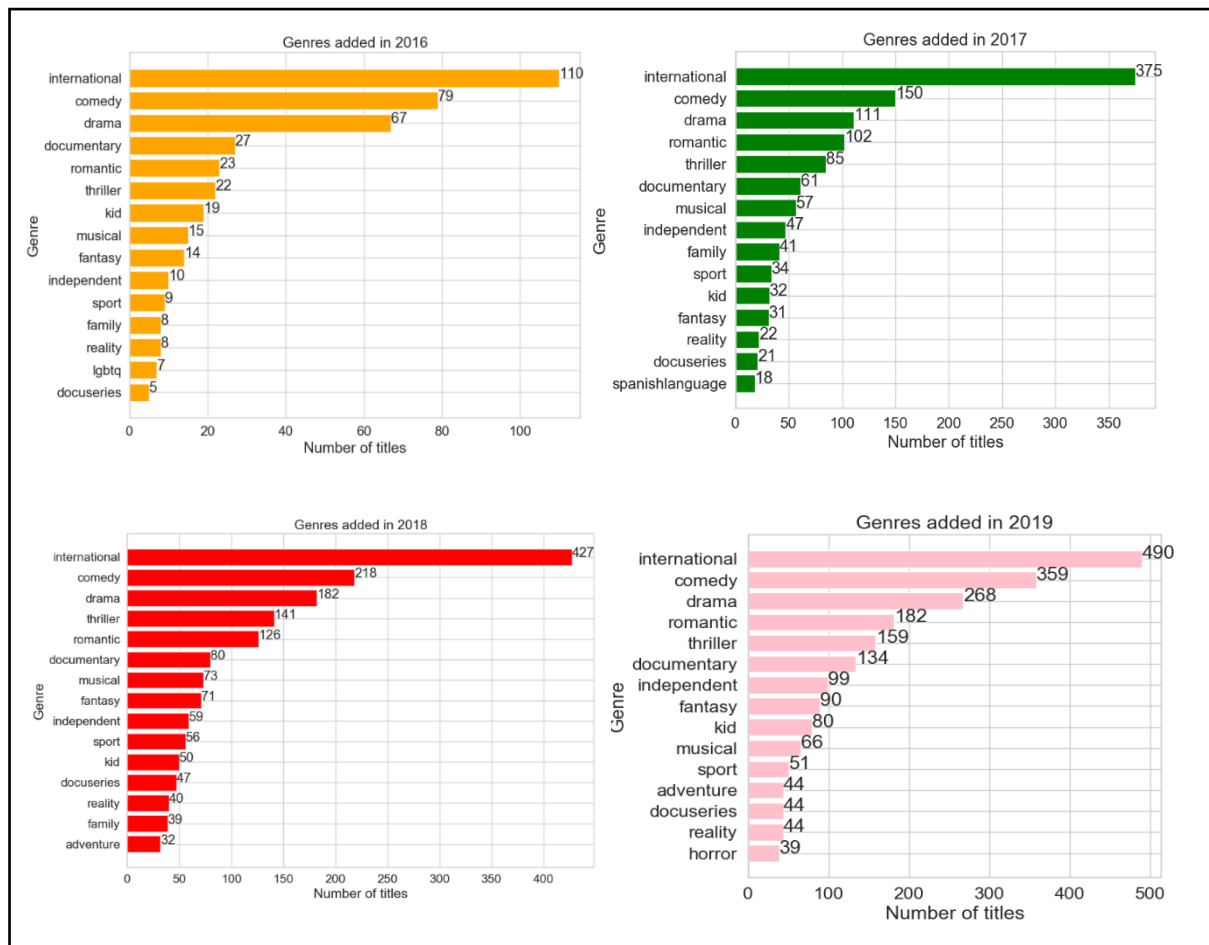 Genres added in 2016
international 110
comedy 79
drama 67
documentary 27
romantic 23
thriller 22
kid 19
musical 15
fantasy 14
independent 10
sport 9
family 8
reality 8
lgbtq 7
docuseries 5
Genre
0 20 40 60 80 100
Number of titles
Genres added in 2017
international 375
comedy 150
drama 111
romantic 102
thriller 85
documentary 61
musical 57
independent 47
family 41
sport 34
kid 32
fantasy 31
reality 22
docuseries 21
spanishlanguage 18
Genre
0 50 100 150 200 250 300 350
Number of titles
Genres added in 2018
international 427
comedy 218
drama 182
thriller 141
romantic 126
documentary 80
musical 73
fantasy 71
independent 59
sport 56
kid 50
docuseries 47
reality 40
family 39
adventure 32
Genre
0 50 100 150 200 250 300 350 400
Number of titles
Genres added in 2019
international 490
comedy 359
drama 268
romantic 182
thriller 159
documentary 134
independent 99
fantasy 90
kid 80
musical 66
sport 51
adventure 44
docuseries 44
reality 44
horror 39
Genre
0 100 200 300 400 500
Number of titles